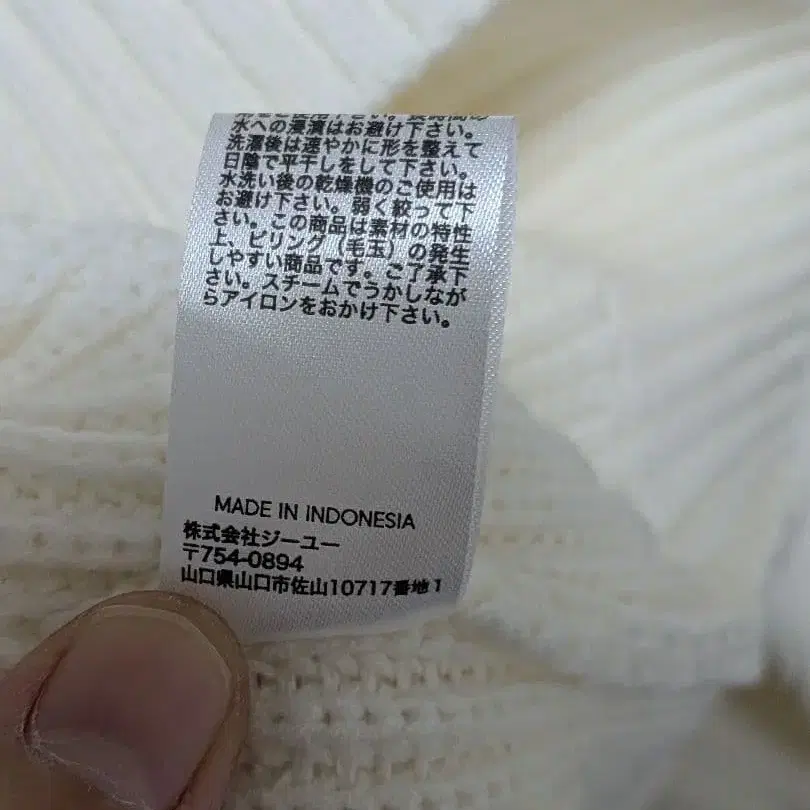 水への浸漬はお避け下さい。
洗濯後は速やかに形を整えて
日陰で平干しをして下さい。
水洗い後の乾燥機のご使用は
お避け下さい。弱く絞って下
さい。この商品は素材の特性
上、ピリング（毛玉）の発生
しやすい商品です。ご了承下
さい。スチームでうかしなが
らアイロンをおかけ下さい。
MADE IN INDONESIA
株式会社ジーユー
〒754-0894
山口県山口市佐山10717番地1